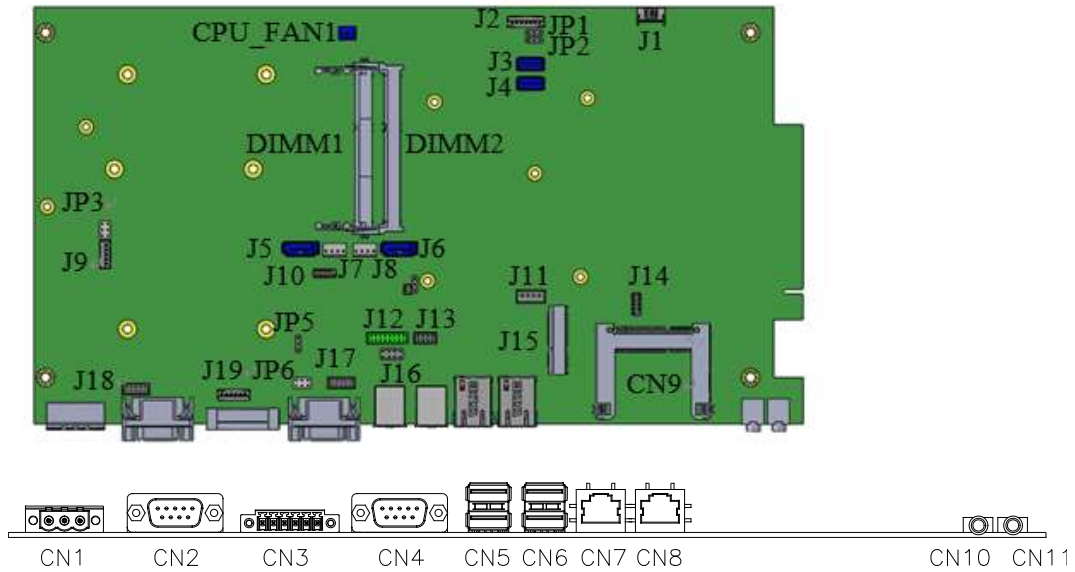 J2 JP1 J1
CPU_FAN1 JP2
J3
J4
DIMM1 DIMM2
JP3
J9 J5 J7 J8 J6
J10 J11 J14
JP5 J12 J13
J15
J18 J19 JP6 J17 J16 CN9
CN1 CN2 CN3 CN4 CN5 CN6 CN7 CN8 CN10 CN11